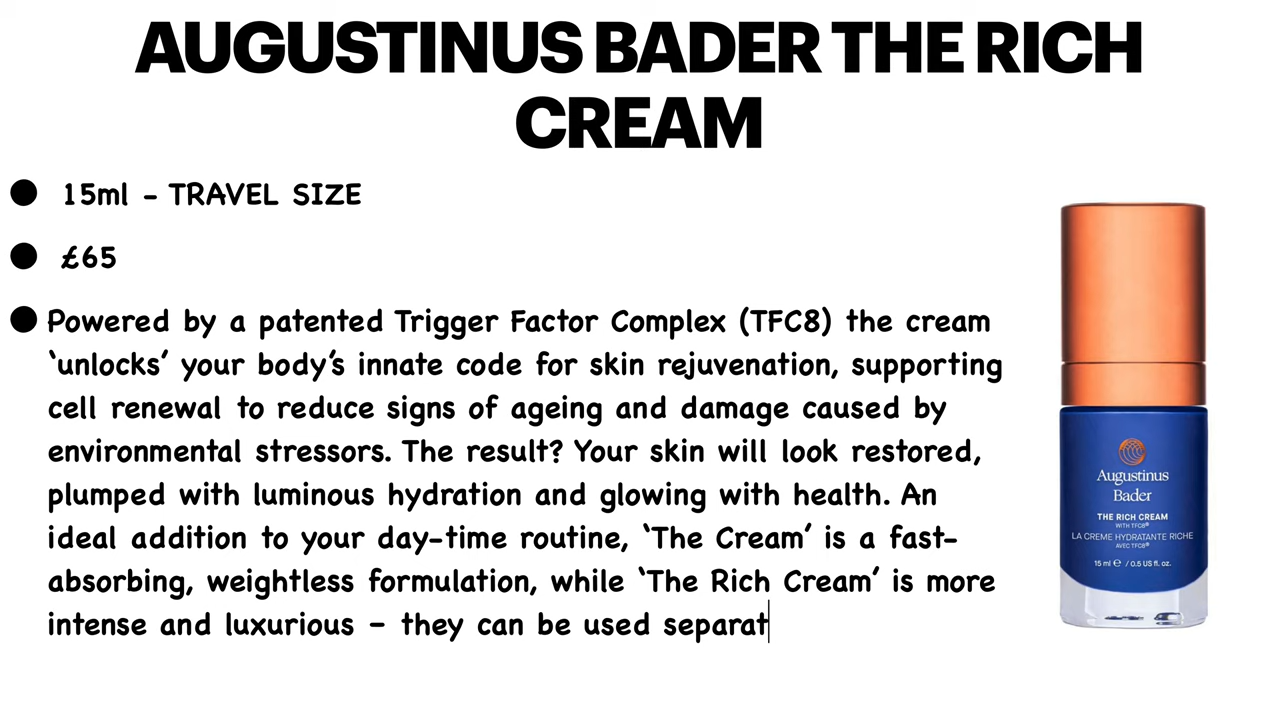 AUGUSTINUS BADER THE RICH
CREAM
● 15ml - TRAVEL SIZE
● £65
● Powered by a patented Trigger Factor Complex (TFC8) the cream
‘unlocks’ your body’s innate code for skin rejuvenation, supporting
cell renewal to reduce signs of ageing and damage caused by
environmental stressors. The result? Your skin will look restored,
plumped with luminous hydration and glowing with health. An
ideal addition to your day-time routine, ‘The Cream’ is a fast-
absorbing, weightless formulation, while ‘The Rich Cream’ is more
intense and luxurious – they can be used separat
Augustinus
Bader
THE RICH CREAM
WITH TFC8®
LA CREME HYDRATANTE RICHE
AVEC TFC8®
15 ml ℮ / 0.5 US fl. oz.